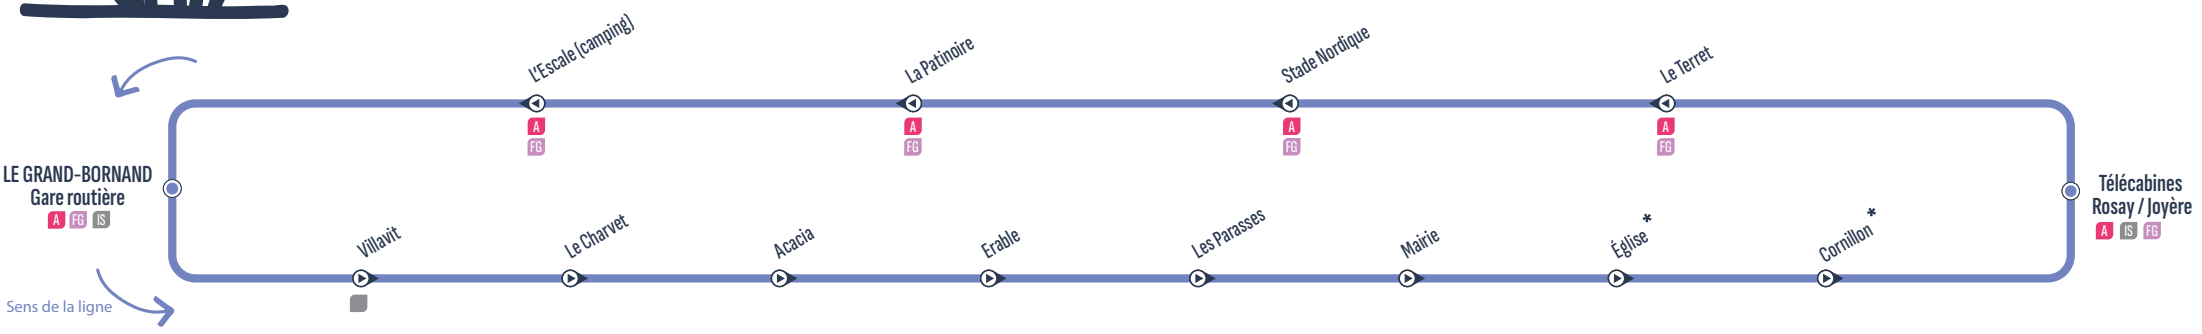 L'Escale (camping)
La Patinoire
Stade Nordique
Le Terret
A
FG
A
FG
A
FG
A
FG
LE GRAND-BORNAND
Gare routière
A FG IS
Télécabines
Rosay / Joyère
A IS FG
Villavit
Le Charvet
Acacia
Erable
Les Parasses
Mairie
Église *
Cornillon *
Sens de la ligne